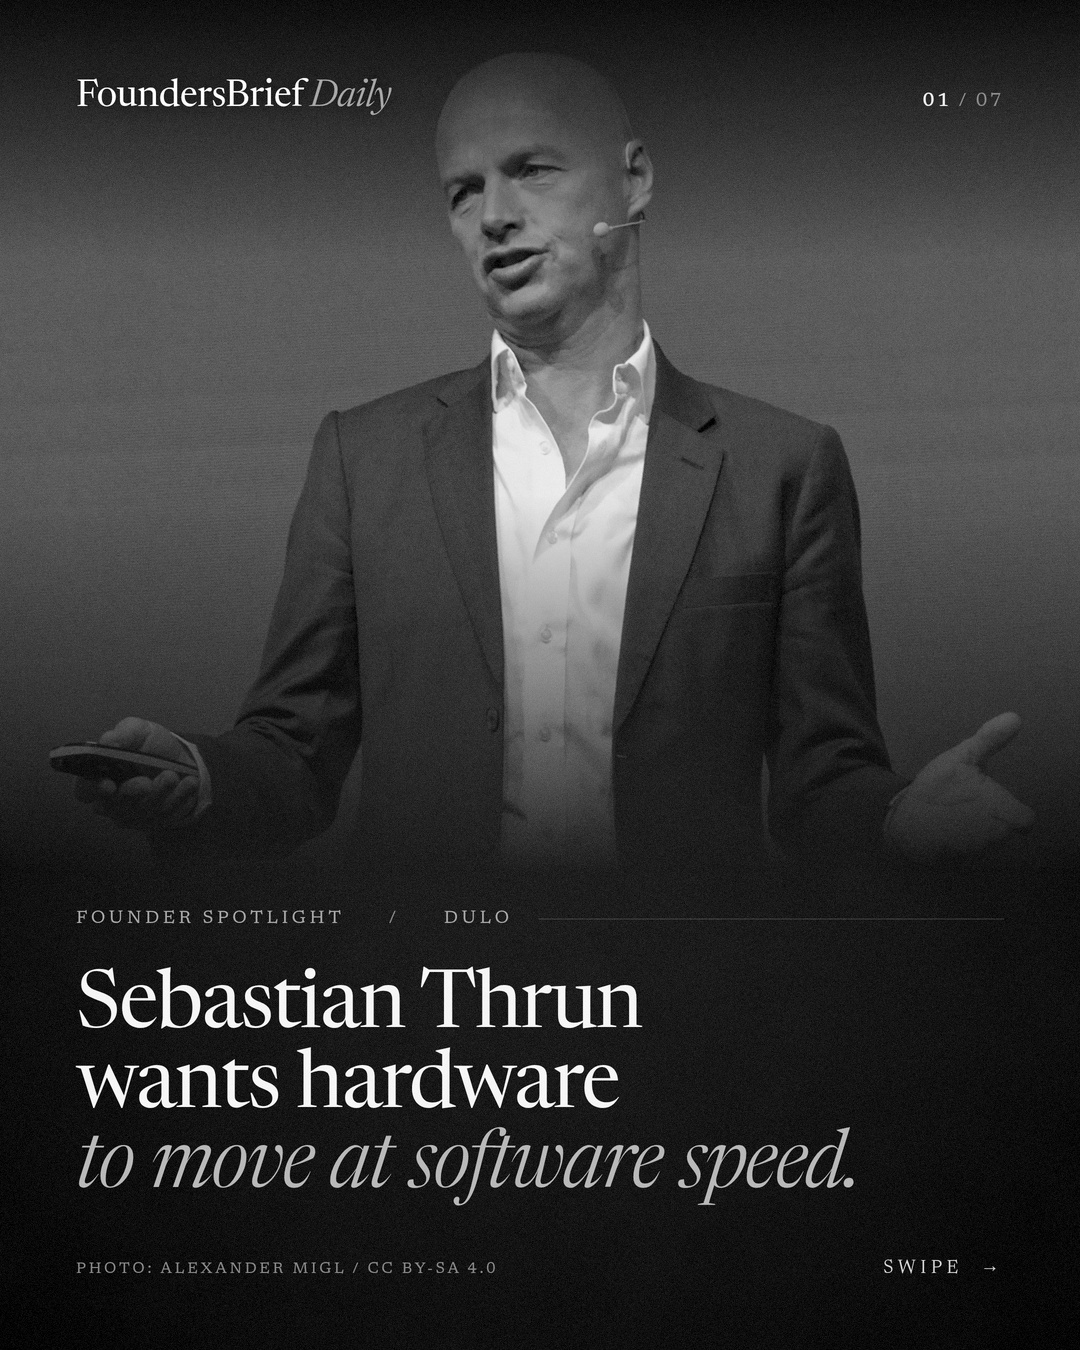 FoundersBrief Daily
01 / 07
FOUNDER SPOTLIGHT / DULO
Sebastian Thrun
wants hardware
to move at software speed.
PHOTO: ALEXANDER MIGL / CC BY-SA 4.0
SWIPE →